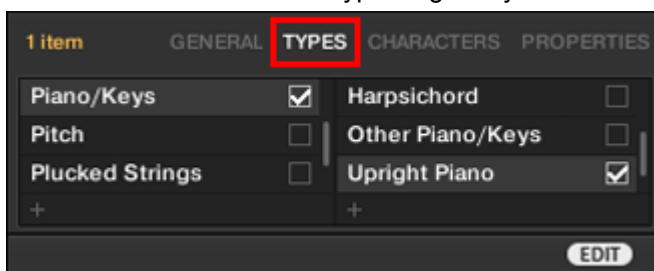 1 item GENERAL TYPES CHARACTERS PROPERTIES
Piano/Keys Harpsichord
Pitch Other Piano/Keys
Plucked Strings Upright Piano
+ +
EDIT